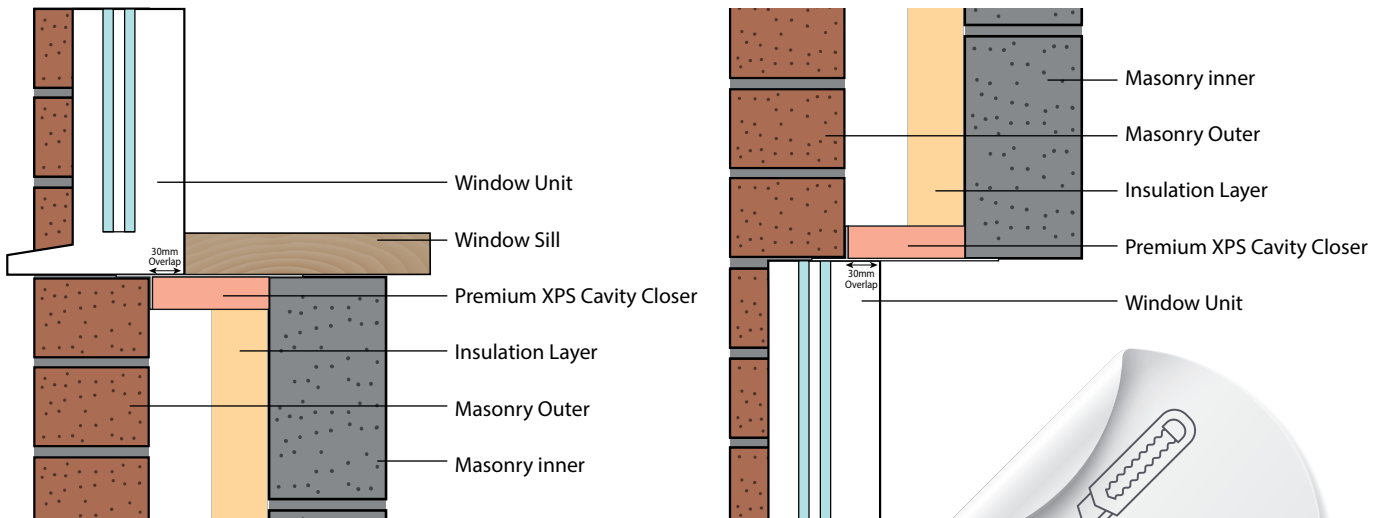 Window Unit
Window Sill
30mm
Overlap
Premium XPS Cavity Closer
Insulation Layer
Masonry Outer
Masonry inner
Masonry inner
Masonry Outer
Insulation Layer
Premium XPS Cavity Closer
30mm
Overlap
Window Unit